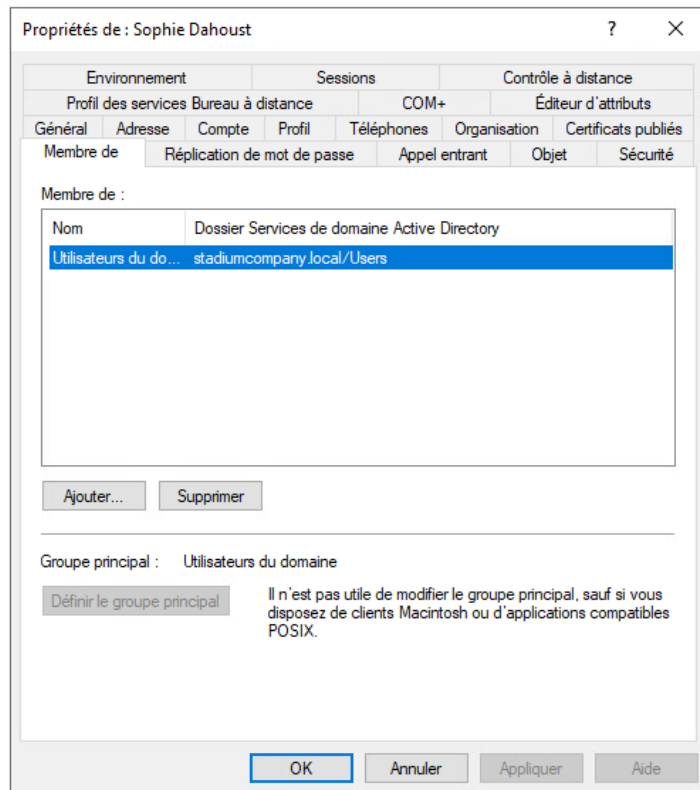 Propriétés de : Sophie Dahoust ? ×
Environnement Sessions Contrôle à distance
Profil des services Bureau à distance COM+ Éditeur d'attributs
Général Adresse Compte Profil Téléphones Organisation Certificats publiés
Membre de Réplication de mot de passe Appel entrant Objet Sécurité
Membre de :
Nom Dossier Services de domaine Active Directory
Utilisateurs du do... stadiumcompany.local/Users
Ajouter... Supprimer
Groupe principal : Utilisateurs du domaine
Définir le groupe principal
Il n'est pas utile de modifier le groupe principal, sauf si vous
disposez de clients Macintosh ou d'applications compatibles
POSIX.
OK Annuler Appliquer Aide